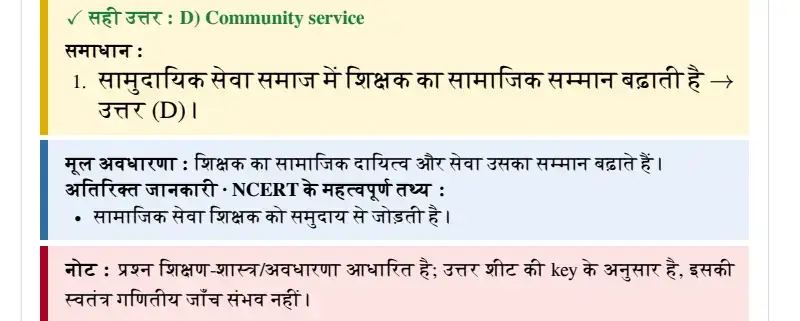 ✓ सही उत्तर : D) Community service
समाधान :
1. सामुदायिक सेवा समाज में शिक्षक का सामाजिक सम्मान बढ़ाती है →
उत्तर (D)।
मूल अवधारणा : शिक्षक का सामाजिक दायित्व और सेवा उसका सम्मान बढ़ाते हैं।
अतिरिक्त जानकारी · NCERT के महत्वपूर्ण तथ्य :
• सामाजिक सेवा शिक्षक को समुदाय से जोड़ती है।
नोट : प्रश्न शिक्षण-शास्त्र/अवधारणा आधारित है; उत्तर शीट की key के अनुसार है, इसकी
स्वतंत्र गणितीय जाँच संभव नहीं।